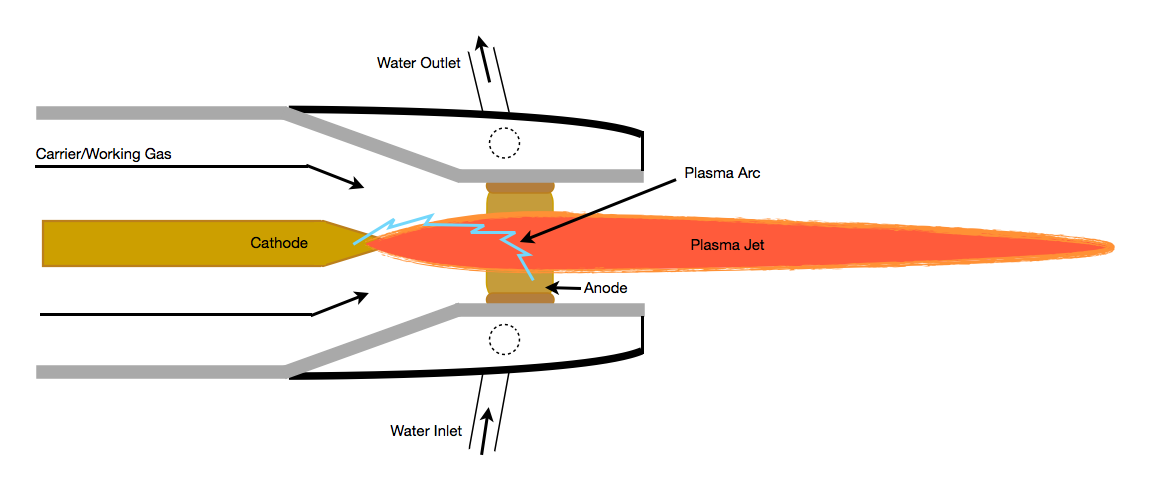 Water Outlet
Carrier/Working Gas
Plasma Arc
Cathode
Plasma Jet
Anode
Water Inlet